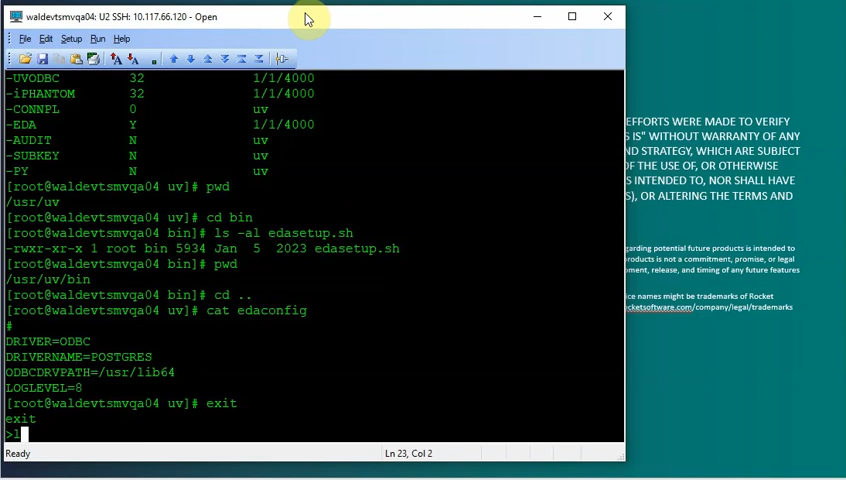 waldevtsmvqa04: U2 SSH: 10.117.66.120 - Open
File Edit Setup Run Help
-UVODBC 32 1/1/4000
-iPHANTOM 32 1/1/4000
-CONNPL 0 uv
-EDA Y 1/1/4000
-AUDIT N uv
-SUBKEY N uv
-PY N uv
[root@waldevtsmvqa04 uv]# pwd
/usr/uv
[root@waldevtsmvqa04 uv]# cd bin
[root@waldevtsmvqa04 bin]# ls -al edasetup.sh
-rwxr-xr-x 1 root bin 5934 Jan 5 2023 edasetup.sh
[root@waldevtsmvqa04 bin]# pwd
/usr/uv/bin
[root@waldevtsmvqa04 bin]# cd ..
[root@waldevtsmvqa04 uv]# cat edaconfig
#
DRIVER=ODBC
DRIVERNAME=POSTGRES
ODBCDRVPATH=/usr/lib64
LOGLEVEL=8
[root@waldevtsmvqa04 uv]# exit
exit
>l
Ready Ln 23, Col 2
EFFORTS WERE MADE TO VERIFY
S IS" WITHOUT WARRANTY OF ANY
ND STRATEGY, WHICH ARE SUBJECT
OF THE USE OF, OR OTHERWISE
S INTENDED TO, NOR SHALL HAVE
S), OR ALTERING THE TERMS AND
garding potential future products is intended to
products is not a commitment, promise, or legal
opment, release, and timing of any future features
ice names might be trademarks of Rocket
ocketsoftware.com/company/legal/trademarks